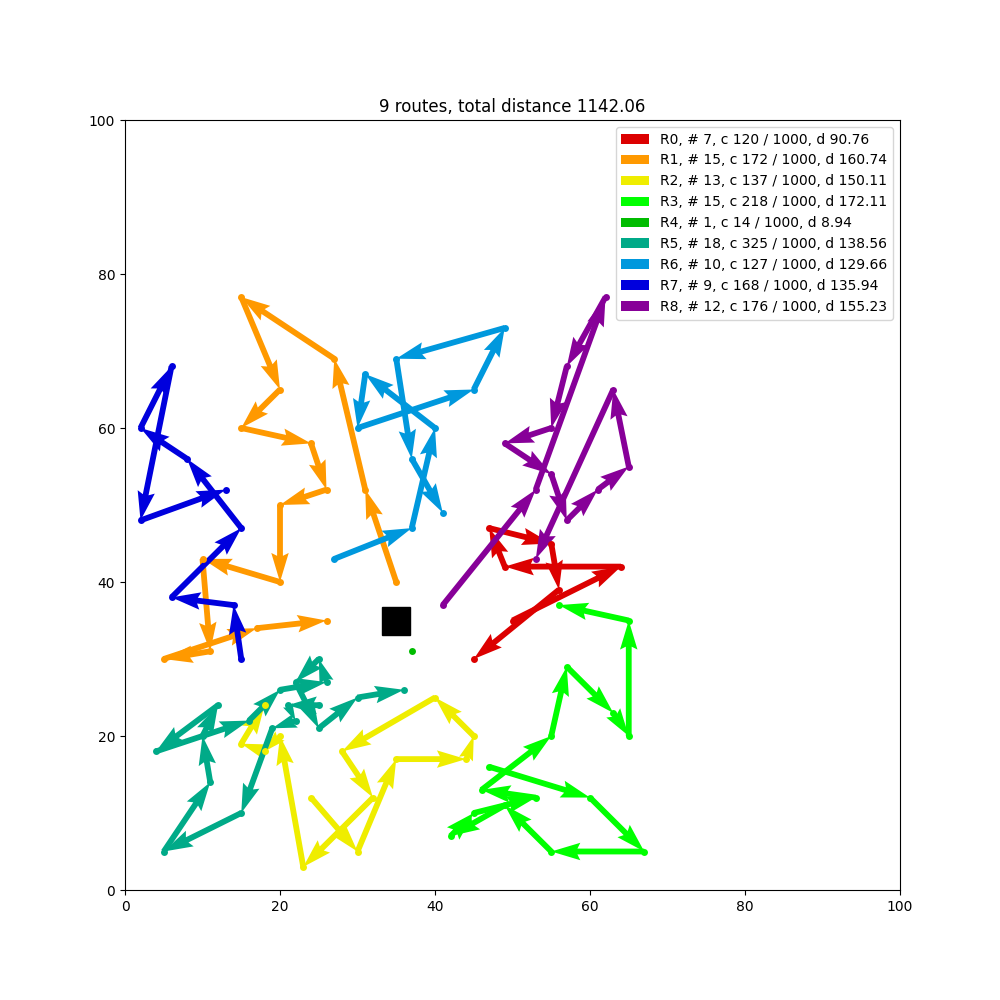 9 routes, total distance 1142.06
R0, # 7, c 120 / 1000, d 90.76
R1, # 15, c 172 / 1000, d 160.74
R2, # 13, c 137 / 1000, d 150.11
R3, # 15, c 218 / 1000, d 172.11
R4, # 1, c 14 / 1000, d 8.94
R5, # 18, c 325 / 1000, d 138.56
R6, # 10, c 127 / 1000, d 129.66
R7, # 9, c 168 / 1000, d 135.94
R8, # 12, c 176 / 1000, d 155.23
100
80
60
40
20
0
0 20 40 60 80 100